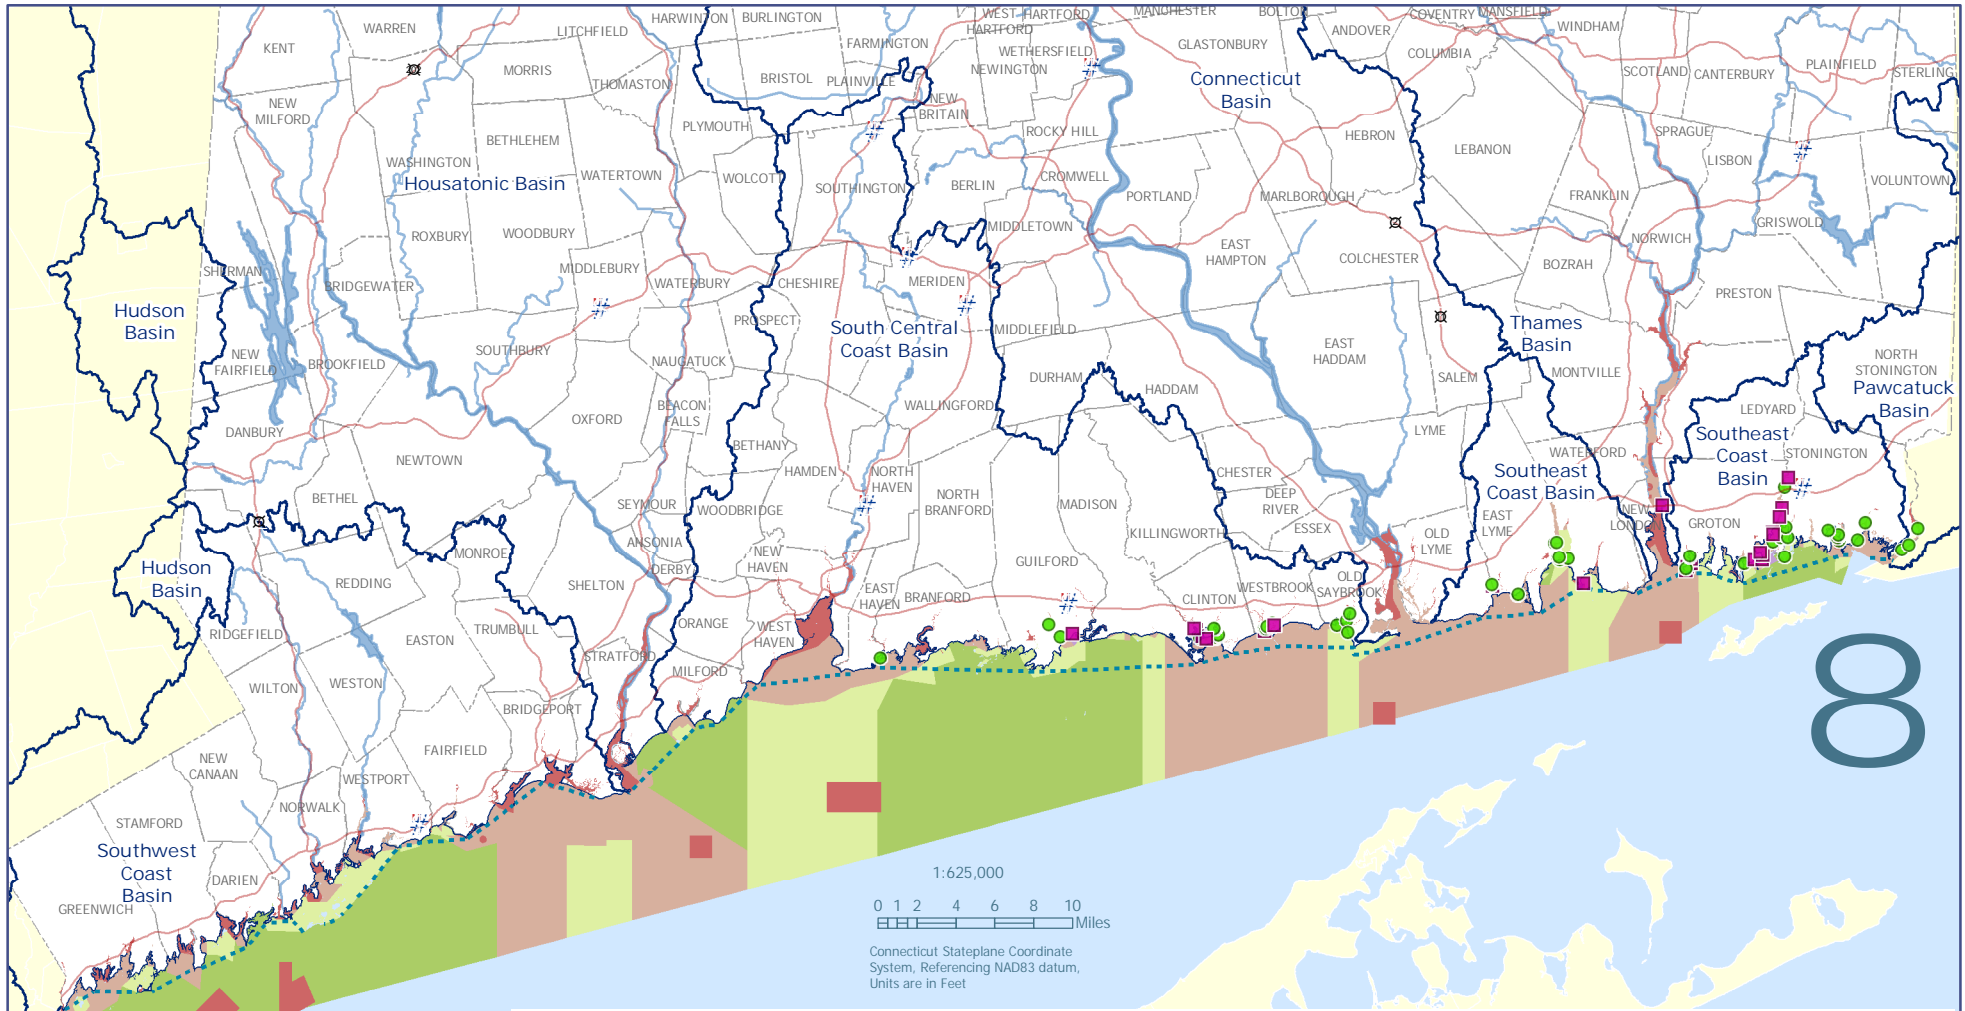 HARWINTON
BURLINGTON
WEST
HARTFORD
HARTFORD
MANCHESTER
BOLTON
COVENTRY
MANSFIELD
WINDHAM
KENT
WARREN
LITCHFIELD
FARMINGTON
WETHERSFIELD
NEWINGTON
GLASTONBURY
ANDOVER
COLUMBIA
MORRIS
THOMASTON
BRISTOL
PLAINVILLE
Connecticut
Basin
SCOTLAND
CANTERBURY
PLAINFIELD
STERLING
NEW
MILFORD
PLYMOUTH
NEW
BRITAIN
ROCKY HILL
HEBRON
LEBANON
SPRAGUE
LISBON
BETHLEHEM
WASHINGTON
Housatonic Basin
WATERTOWN
WOLCOTT
SOUTHINGTON
BERLIN
CROMWELL
PORTLAND
MARLBOROUGH
FRANKLIN
VOLUNTOWN
ROXBURY
WOODBURY
MIDDLETOWN
EAST
HAMPTON
COLCHESTER
NORWICH
GRISWOLD
SHERMAN
BRIDGEWATER
MIDDLEBURY
WATERBURY
CHESHIRE
MERIDEN
BOZRAH
PRESTON
Hudson
Basin
PROSPECT
South Central
Coast Basin
MIDDLEFIELD
EAST
HADDAM
Thames
Basin
NEW
FAIRFIELD
BROOKFIELD
SOUTHBURY
NAUGATUCK
DURHAM
HADDAM
SALEM
MONTVILLE
NORTH
STONINGTON
Pawcatuck
Basin
DANBURY
OXFORD
BEACON
FALLS
WALLINGFORD
LYME
LEDYARD
NEWTOWN
BETHANY
HAMDEN
NORTH
HAVEN
CHESTER
WATERFORD
Southeast
Coast Basin
Southeast
Coast
Basin
STONINGTON
BETHEL
SEYMOUR
WOODBRIDGE
NORTH
BRANFORD
MADISON
KILLINGWORTH
DEEP
RIVER
ESSEX
OLD
LYME
EAST
LYME
NEW
LONDON
GROTON
Hudson
Basin
REDDING
MONROE
ANSONIA
DERBY
SHELTON
NEW
HAVEN
EAST
HAVEN
BRANFORD
GUILFORD
CLINTON
WESTBROOK
OLD
SAYBROOK
RIDGEFIELD
EASTON
TRUMBULL
ORANGE
WEST
HAVEN
STRATFORD
MILFORD
WILTON
WESTON
BRIDGEPORT
8
NEW
CANAAN
FAIRFIELD
WESTPORT
NORWALK
STAMFORD
Southwest
Coast
Basin
DARIEN
GREENWICH
1:625,000
0 1 2 4 6 8 10
Miles
Connecticut Stateplane Coordinate
System, Referencing NAD83 datum,
Units are in Feet